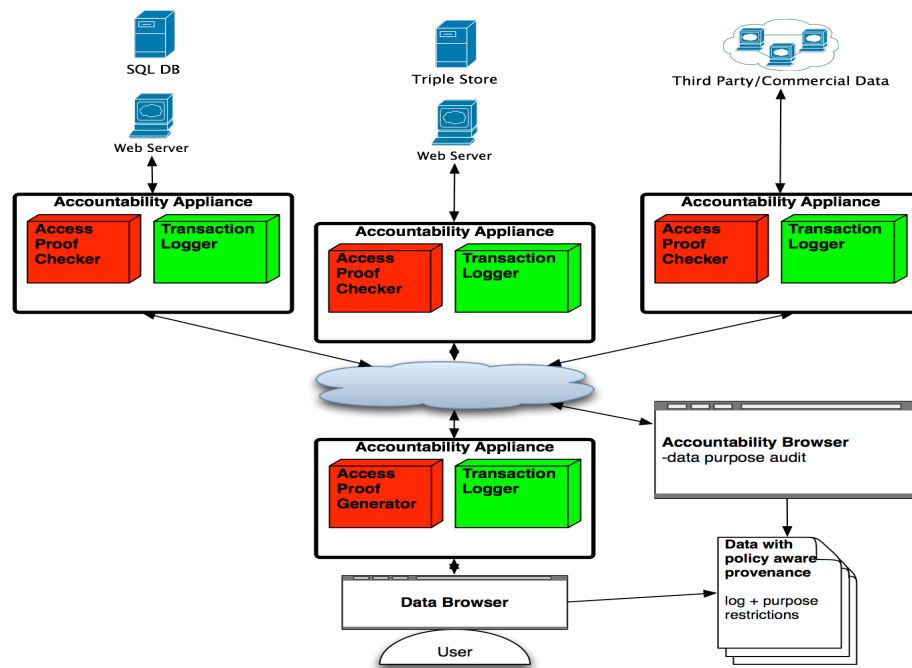 SQL DB
Triple Store
Third Party/Commercial Data
Web Server
Web Server
Accountability Appliance
Access
Proof
Checker
Transaction
Logger
Accountability Appliance
Access
Proof
Checker
Transaction
Logger
Accountability Appliance
Access
Proof
Checker
Transaction
Logger
Accountability Appliance
Access
Proof
Generator
Transaction
Logger
Accountability Browser
-data purpose audit
Data with
policy aware
provenance
log + purpose
restrictions
Data Browser
User